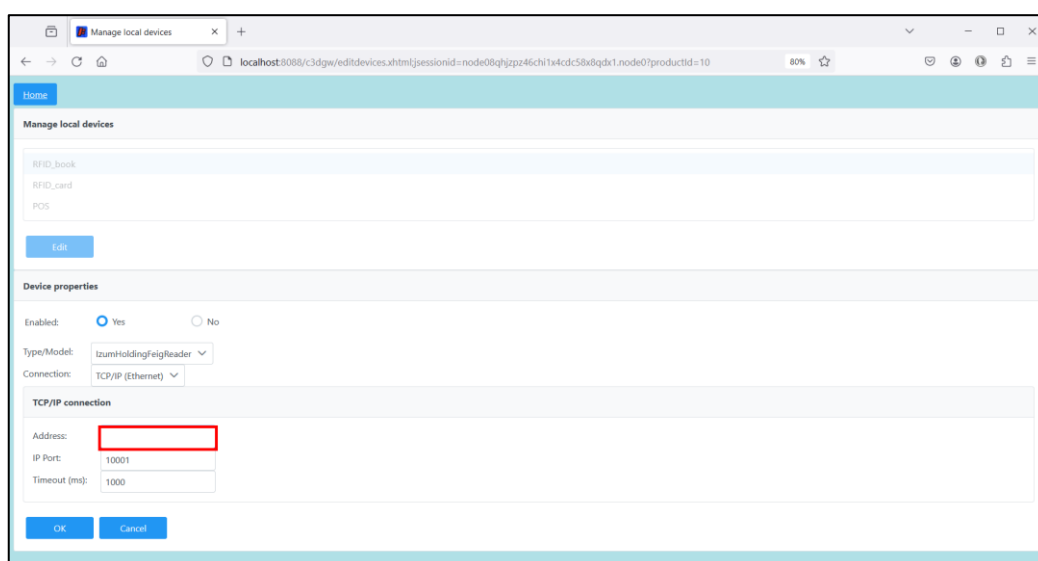 Manage local devices
localhost:8088/c3dgw/editdevices.xhtml;jsessionid=node08qhjzpz46chi1x4cdc58x8qdx1.node0?productId=10
80%
Home
Manage local devices
RFID_book
RFID_card
POS
Edit
Device properties
Enabled: Yes No
Type/Model: IzumHoldingFeigReader
Connection: TCP/IP (Ethernet)
TCP/IP connection
Address:
IP Port: 10001
Timeout (ms): 1000
OK Cancel